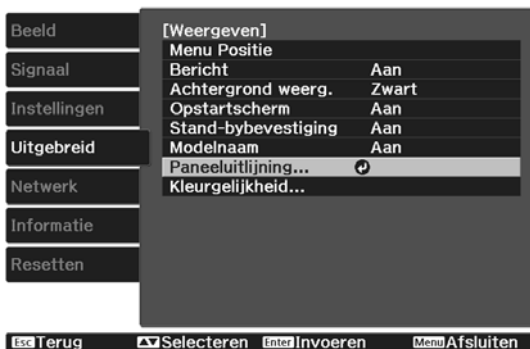 Beeld
Signaal
Instellingen
Uitgebreid
Netwerk
Informatie
Resetten
[Weergeven]
Menu Positie
Bericht Aan
Achtergrond weerg. Zwart
Opstartscherm Aan
Stand-bybevestiging Aan
Modelnaam Aan
Paneeluitlijning...
Kleurgelijkheid...
Esc Terug Selecteren Enter Invoeren Menu Afsluiten